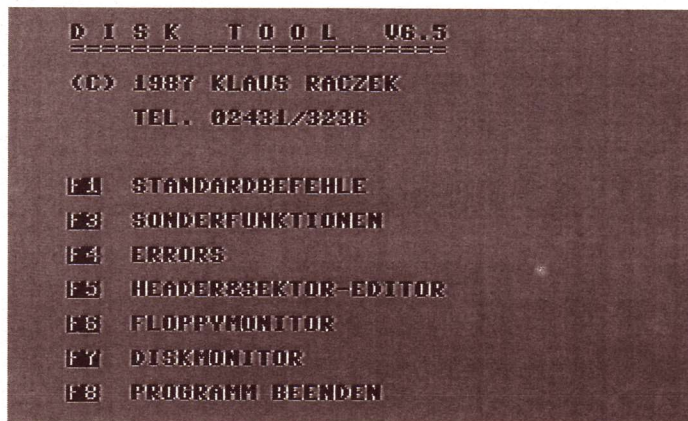 D I S K   T O O L   V6.5
==========================
(C) 1987 KLAUS RACZEK
TEL. 02431/3236
F1 STANDARDBEFEHLE
F3 SONDERFUNKTIONEN
F4 ERRORS
F5 HEADER&SEKTOR-EDITOR
F6 FLOPPYMONITOR
F7 DISKMONITOR
F8 PROGRAMM BEENDEN